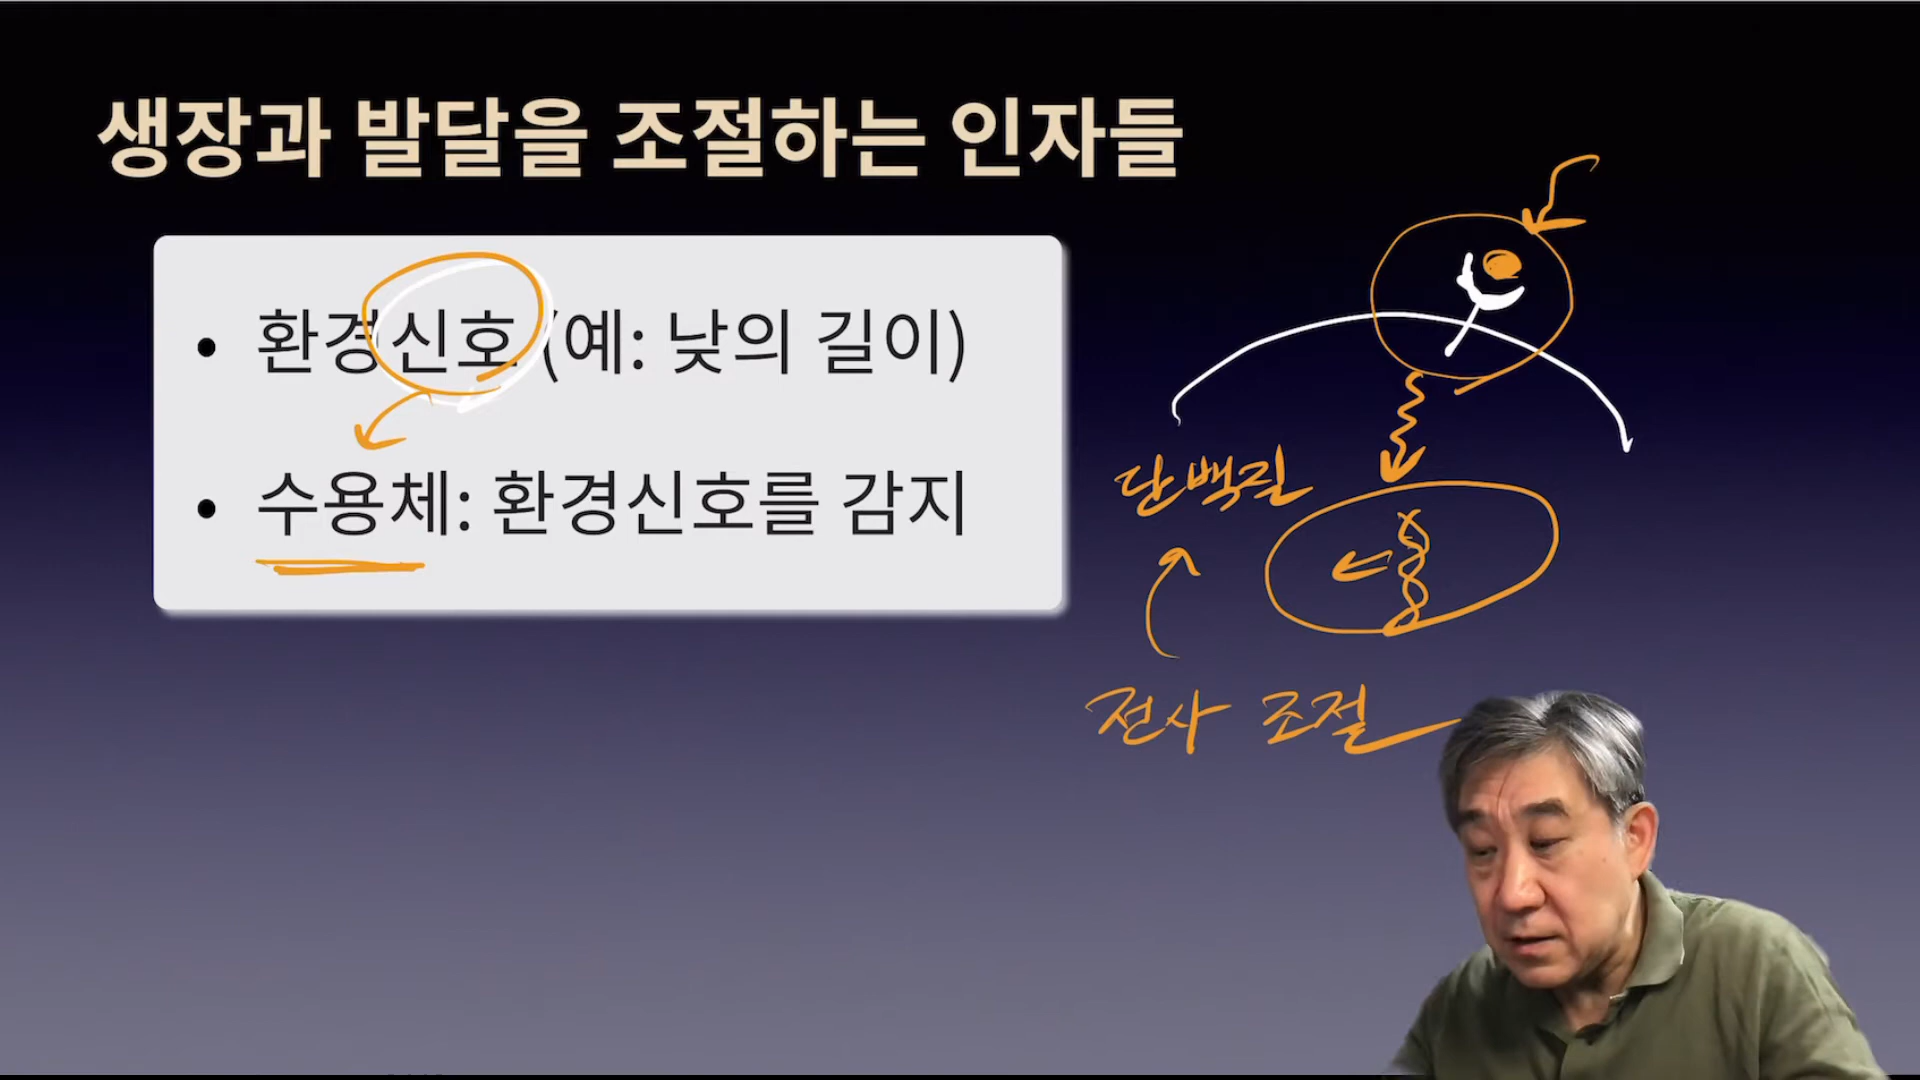 생장과 발달을 조절하는 인자들
• 환경신호 (예: 낮의 길이)
• 수용체: 환경신호를 감지
단백질
전사 조절